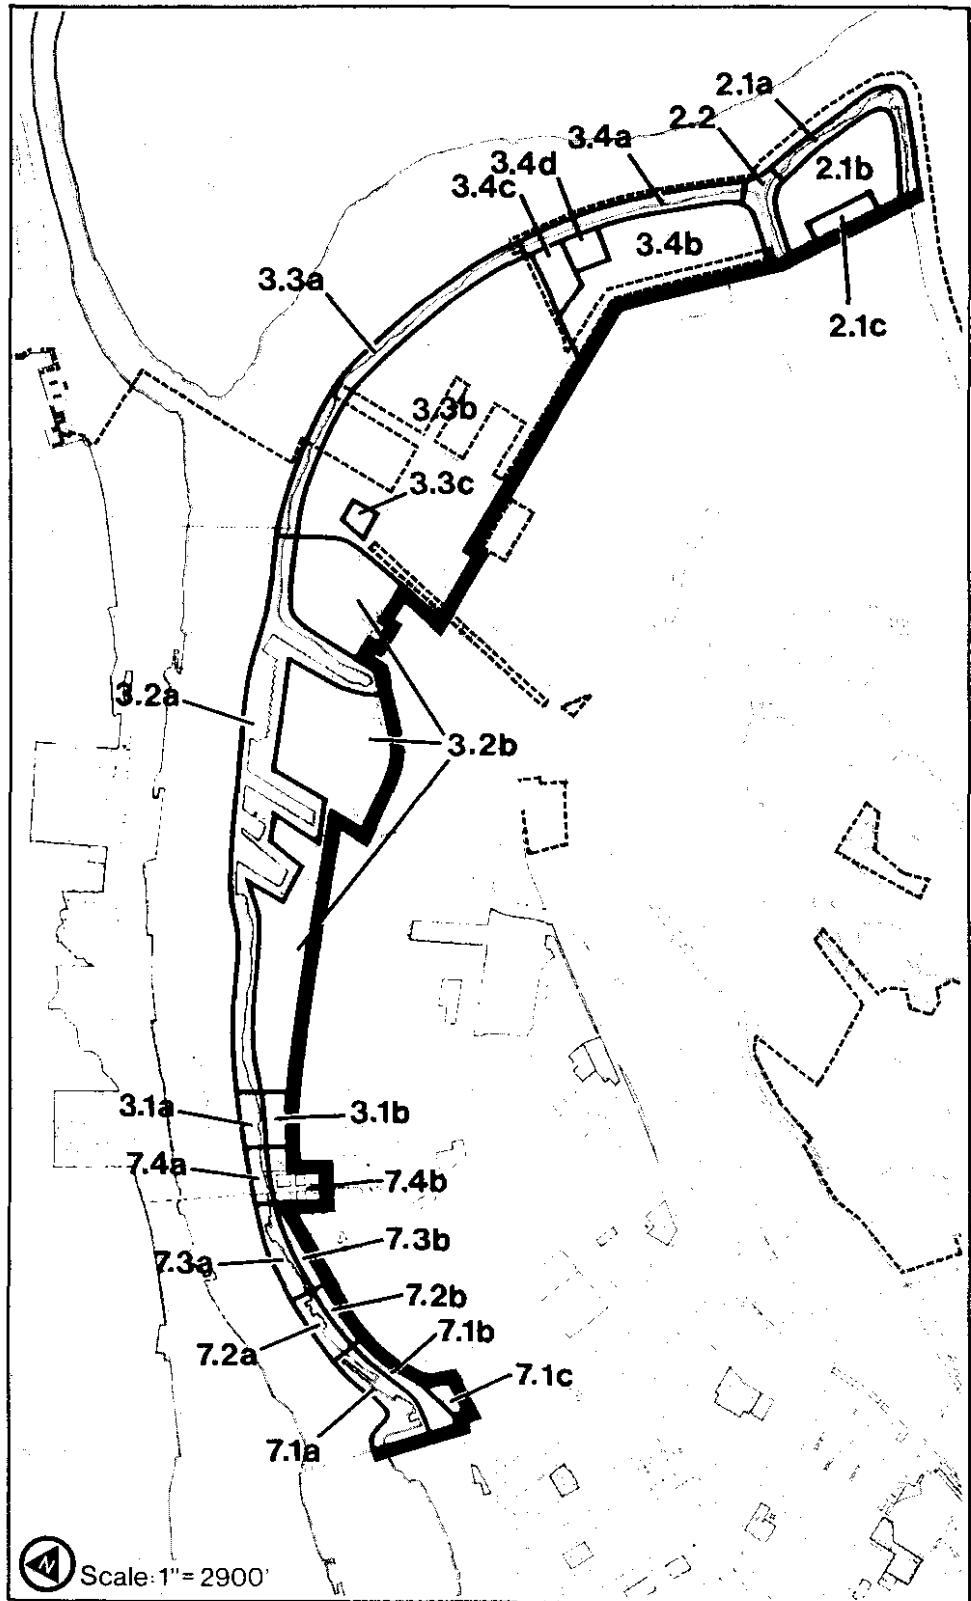 2.1a
2.2
3.4a
3.4d
3.4c
2.1b
3.4b
3.3a
2.1c
3.3b
3.3c
3.2a
3.2b
3.1a
3.1b
7.4a
7.4b
7.3b
7.3a
7.2b
7.1b
7.2a
7.1c
7.1a
N
Scale: 1"= 2900'